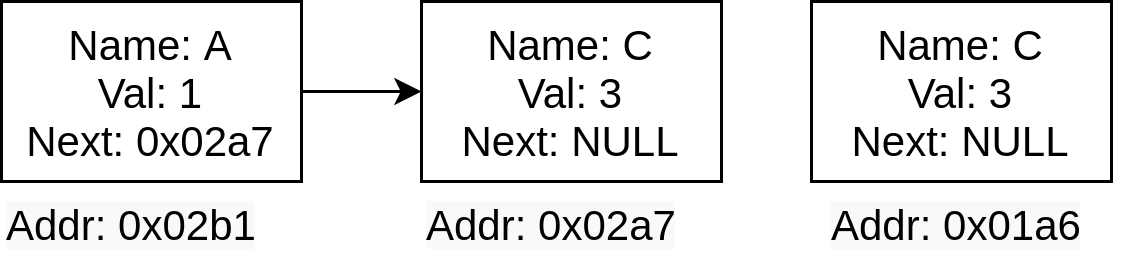 Name: A
Val: 1
Next: 0x02a7
Addr: 0x02b1
Name: C
Val: 3
Next: NULL
Addr: 0x02a7
Name: C
Val: 3
Next: NULL
Addr: 0x01a6